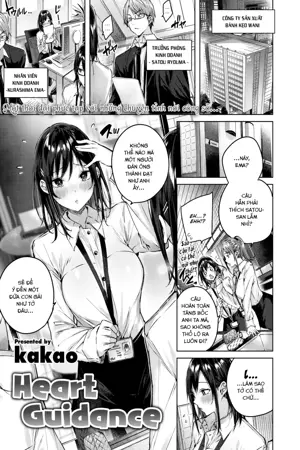 CÔNG TY SẢN XUẤT
BÁNH KẸO WANI
TRƯỞNG PHÒNG
KINH DOANH
- SATOU RYOUMA -
NHÂN VIÊN
KINH DOANH
-KURASHIMA EMA-
...NÀY,
EMA?
CẬU
HẲN PHẢI
THÍCH SATOU-
SAN LẮM
NHỈ?
EH...?
EHH?!
KHÔNG
THỂ NÀO MÀ
MỘT NGƯỜI
ĐÀN ÔNG
THÀNH ĐẠT
NHƯ ANH
ẤY...
CẬU
HOÀN TOÀN
TÂNG BỐC
ANH TA MÀ,
SAO KHÔNG
THỔ LỘ RA
LUÔN ĐI?
SẼ ĐỂ
Ý ĐẾN MỘT
ĐỨA CON GÁI
NHƯ TỚ
ĐÂU...
L...
LÀM SAO
TỚ CÓ THỂ
CHỨ...
Presented by
kakao
Heart
Guidance